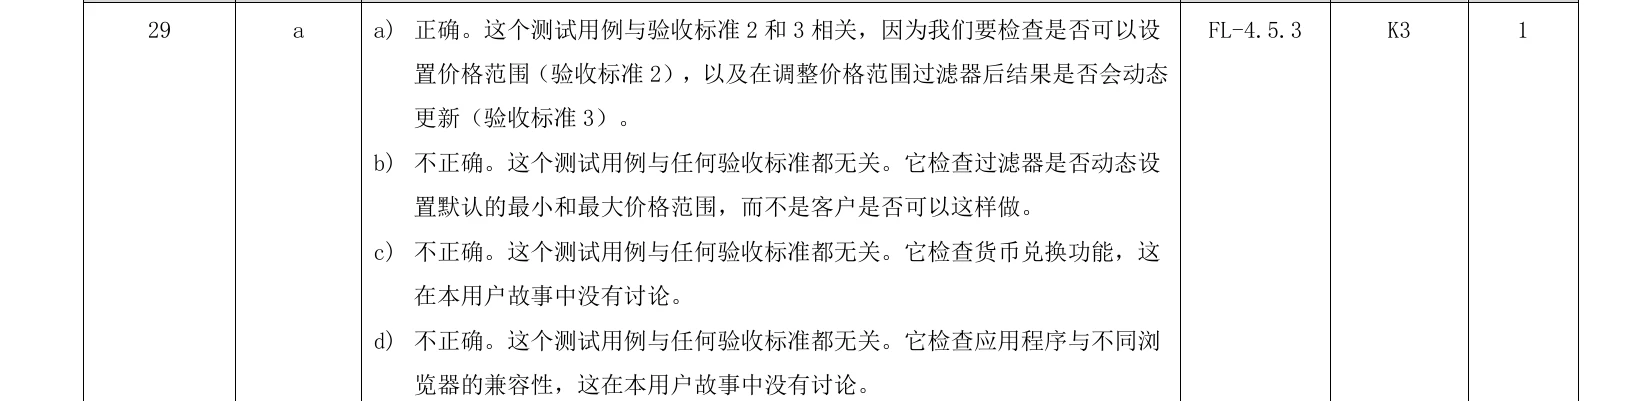 29 a a) 正确。这个测试用例与验收标准 2 和 3 相关，因为我们要检查是否可以设 FL-4.5.3 K3 1
置价格范围（验收标准 2），以及在调整价格范围过滤器后结果是否会动态
更新（验收标准 3）。
b) 不正确。这个测试用例与任何验收标准都无关。它检查过滤器是否动态设
置默认的最小和最大价格范围，而不是客户是否可以这样做。
c) 不正确。这个测试用例与任何验收标准都无关。它检查货币兑换功能，这
在本用户故事中没有讨论。
d) 不正确。这个测试用例与任何验收标准都无关。它检查应用程序与不同浏
览器的兼容性，这在本用户故事中没有讨论。